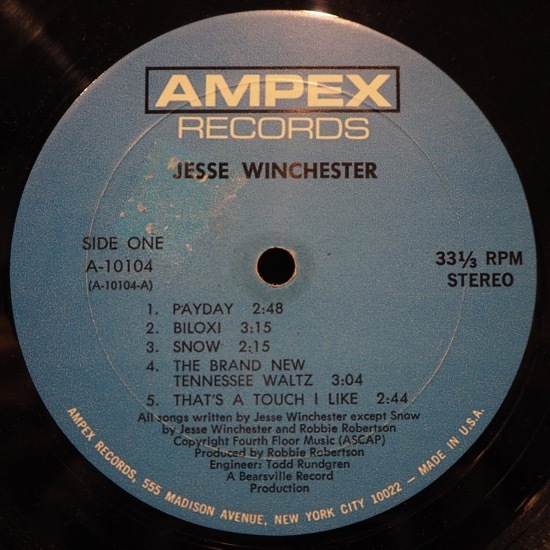 AMPEX
RECORDS
JESSE WINCHESTER
SIDE ONE
A-10104
(A-10104-A)
33⅓ RPM
STEREO
1. PAYDAY 2:48
2. BILOXI 3:15
3. SNOW 2:15
4. THE BRAND NEW
TENNESSEE WALTZ 3:04
5. THAT'S A TOUCH I LIKE 2:44
All songs written by Jesse Winchester except Snow
by Jesse Winchester and Robbie Robertson
Copyright Fourth Floor Music (ASCAP)
Produced by Robbie Robertson
Engineer: Todd Rundgren
A Bearsville Record
Production
AMPEX RECORDS, 555 MADISON AVENUE, NEW YORK CITY 10022 – MADE IN U.S.A.